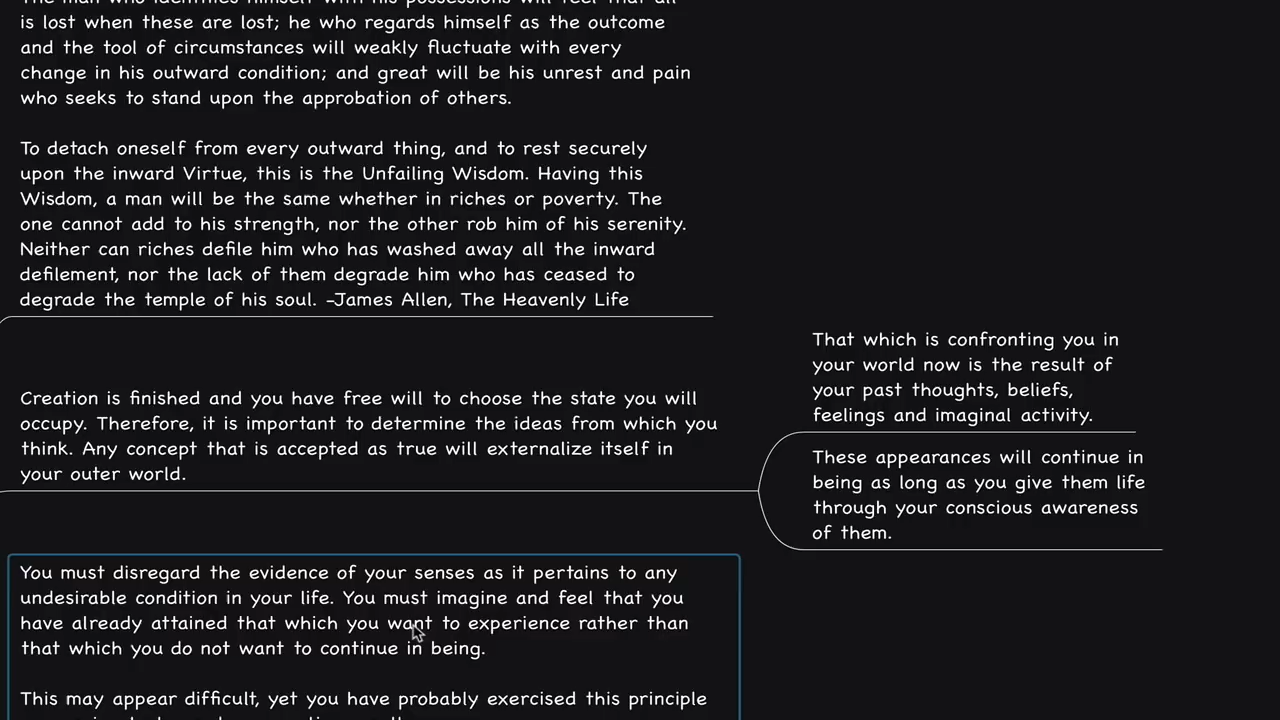 The man who identifies himself with his possessions will feel that all
is lost when these are lost; he who regards himself as the outcome
and the tool of circumstances will weakly fluctuate with every
change in his outward condition; and great will be his unrest and pain
who seeks to stand upon the approbation of others.
To detach oneself from every outward thing, and to rest securely
upon the inward Virtue, this is the Unfailing Wisdom. Having this
Wisdom, a man will be the same whether in riches or poverty. The
one cannot add to his strength, nor the other rob him of his serenity.
Neither can riches defile him who has washed away all the inward
defilement, nor the lack of them degrade him who has ceased to
degrade the temple of his soul. -James Allen, The Heavenly Life
Creation is finished and you have free will to choose the state you will
occupy. Therefore, it is important to determine the ideas from which you
think. Any concept that is accepted as true will externalize itself in
your outer world.
That which is confronting you in
your world now is the result of
your past thoughts, beliefs,
feelings and imaginal activity.
These appearances will continue in
being as long as you give them life
through your conscious awareness
of them.
You must disregard the evidence of your senses as it pertains to any
undesirable condition in your life. You must imagine and feel that you
have already attained that which you want to experience rather than
that which you do not want to continue in being.
This may appear difficult, yet you have probably exercised this principle